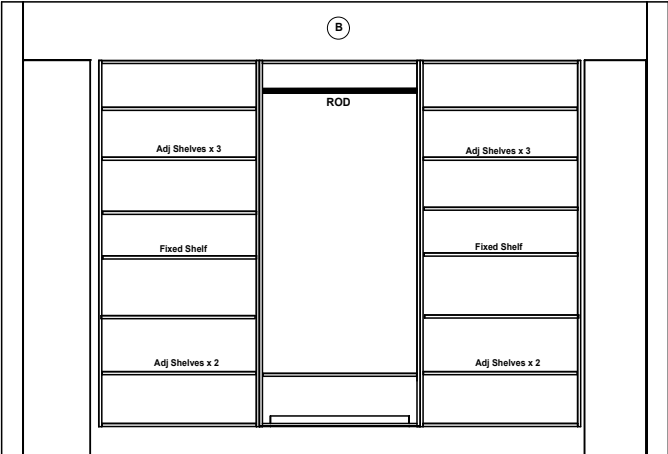 B
ROD
Adj Shelves x 3
Adj Shelves x 3
Fixed Shelf
Fixed Shelf
Adj Shelves x 2
Adj Shelves x 2